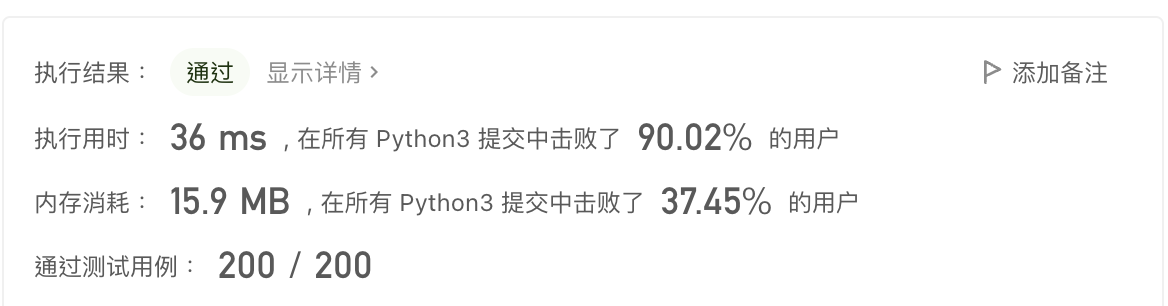 执行结果： 通过 显示详情 > 添加备注
执行用时： 36 ms , 在所有 Python3 提交中击败了 90.02% 的用户
内存消耗： 15.9 MB , 在所有 Python3 提交中击败了 37.45% 的用户
通过测试用例： 200 / 200